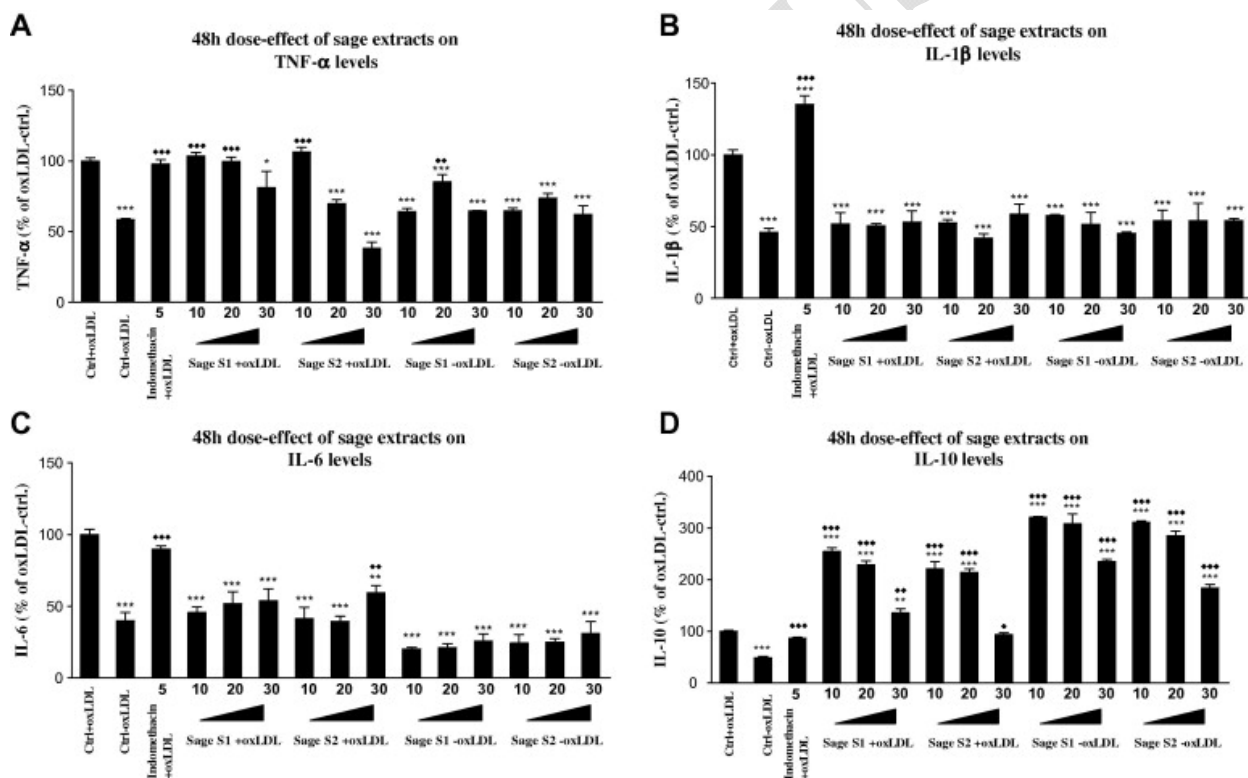 A
48h dose-effect of sage extracts on
TNF-α levels
TNF-α (% of oxLDL-ctrl.)
150
100
50
0
***
◆◆◆
◆◆◆
◆◆◆
*
◆◆◆
***
***
***
◆◆
***
***
***
***
***
5 10 20 30 10 20 30 10 20 30 10 20 30
Ctrl+oxLDL
Ctrl-oxLDL
Indomethacin
+oxLDL
Sage S1 +oxLDL Sage S2 +oxLDL Sage S1 -oxLDL Sage S2 -oxLDL
B
48h dose-effect of sage extracts on
IL-1β levels
IL-1β (% of oxLDL-ctrl.)
150
100
50
0
***
◆◆◆
***
***
***
***
***
***
***
***
***
***
***
***
***
5 10 20 30 10 20 30 10 20 30 10 20 30
Ctrl+oxLDL
Ctrl-oxLDL
Indomethacin
+oxLDL
Sage S1 +oxLDL Sage S2 +oxLDL Sage S1 -oxLDL Sage S2 -oxLDL
C
48h dose-effect of sage extracts on
IL-6 levels
IL-6 (% of oxLDL-ctrl.)
150
100
50
0
***
◆◆◆
***
***
***
***
***
◆◆
**
***
***
***
***
***
***
5 10 20 30 10 20 30 10 20 30 10 20 30
Ctrl+oxLDL
Ctrl-oxLDL
Indomethacin
+oxLDL
Sage S1 +oxLDL Sage S2 +oxLDL Sage S1 -oxLDL Sage S2 -oxLDL
D
48h dose-effect of sage extracts on
IL-10 levels
IL-10 (% of oxLDL-ctrl.)
400
300
200
100
0
***
◆◆◆
◆◆◆
***
◆◆◆
***
◆◆
**
◆◆◆
***
◆◆◆
***
◆
◆◆◆
***
◆◆◆
***
◆◆◆
***
◆◆◆
***
◆◆◆
***
◆◆◆
***
5 10 20 30 10 20 30 10 20 30 10 20 30
Ctrl+oxLDL
Ctrl-oxLDL
Indomethacin
+oxLDL
Sage S1 +oxLDL Sage S2 +oxLDL Sage S1 -oxLDL Sage S2 -oxLDL